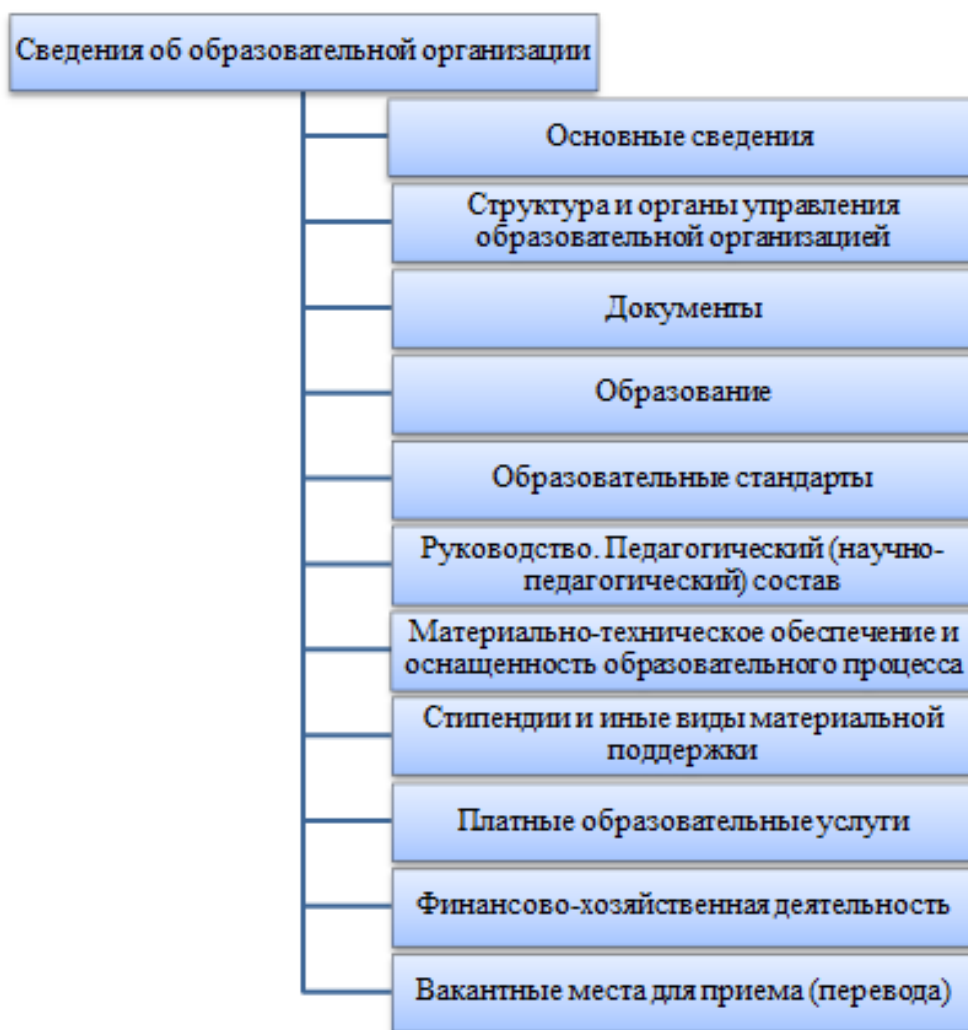 Сведения об образовательной организации
Основные сведения
Структура и органы управления
образовательной организацией
Документы
Образование
Образовательные стандарты
Руководство. Педагогический (научно-
педагогический) состав
Материально-техническое обеспечение и
оснащенность образовательного процесса
Стипендии и иные виды материальной
поддержки
Платные образовательные услуги
Финансово-хозяйственная деятельность
Вакантные места для приема (перевода)